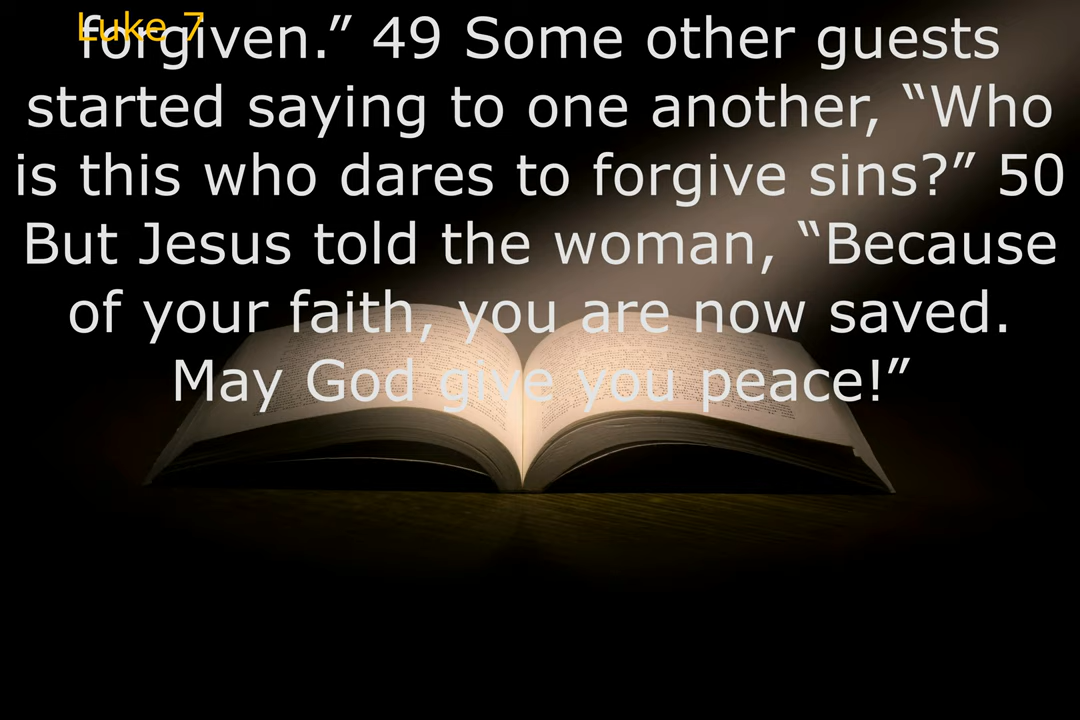 Luke 7
forgiven.” 49 Some other guests
started saying to one another, “Who
is this who dares to forgive sins?” 50
But Jesus told the woman, “Because
of your faith, you are now saved.
May God give you peace!”